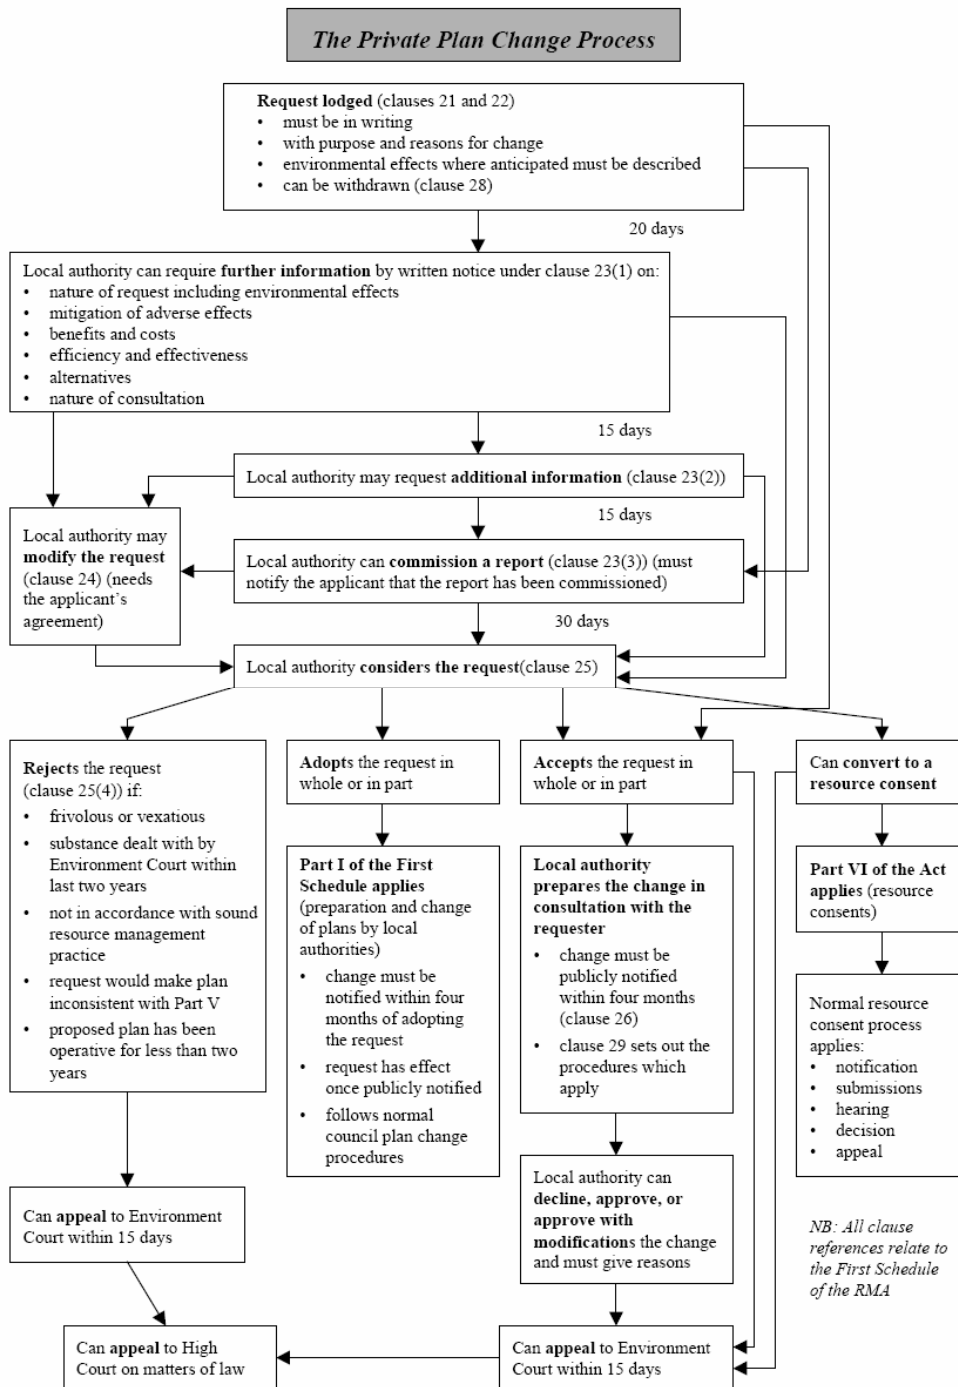 The Private Plan Change Process
Request lodged (clauses 21 and 22)
• must be in writing
• with purpose and reasons for change
• environmental effects where anticipated must be described
• can be withdrawn (clause 28)
20 days
Local authority can require further information by written notice under clause 23(1) on:
• nature of request including environmental effects
• mitigation of adverse effects
• benefits and costs
• efficiency and effectiveness
• alternatives
• nature of consultation
15 days
Local authority may request additional information (clause 23(2))
15 days
Local authority may
modify the request
(clause 24) (needs
the applicant's
agreement)
Local authority can commission a report (clause 23(3)) (must
notify the applicant that the report has been commissioned)
30 days
Local authority considers the request(clause 25)
Rejects the request
(clause 25(4)) if:
• frivolous or vexatious
• substance dealt with by
Environment Court within
last two years
• not in accordance with sound
resource management
practice
• request would make plan
inconsistent with Part V
• proposed plan has been
operative for less than two
years
Can appeal to Environment
Court within 15 days
Adopts the request in
whole or in part
Part I of the First
Schedule applies
(preparation and change
of plans by local
authorities)
• change must be
notified within four
months of adopting
the request
• request has effect
once publicly notified
• follows normal
council plan change
procedures
Accepts the request in
whole or in part
Local authority
prepares the change in
consultation with the
requester
• change must be
publicly notified
within four months
(clause 26)
• clause 29 sets out the
procedures which
apply
Local authority can
decline, approve, or
approve with
modifications the change
and must give reasons
Can convert to a
resource consent
Part VI of the Act
applies (resource
consents)
Normal resource
consent process
applies:
• notification
• submissions
• hearing
• decision
• appeal
NB: All clause
references relate to
the First Schedule
of the RMA
Can appeal to High
Court on matters of law
Can appeal to Environment
Court within 15 days